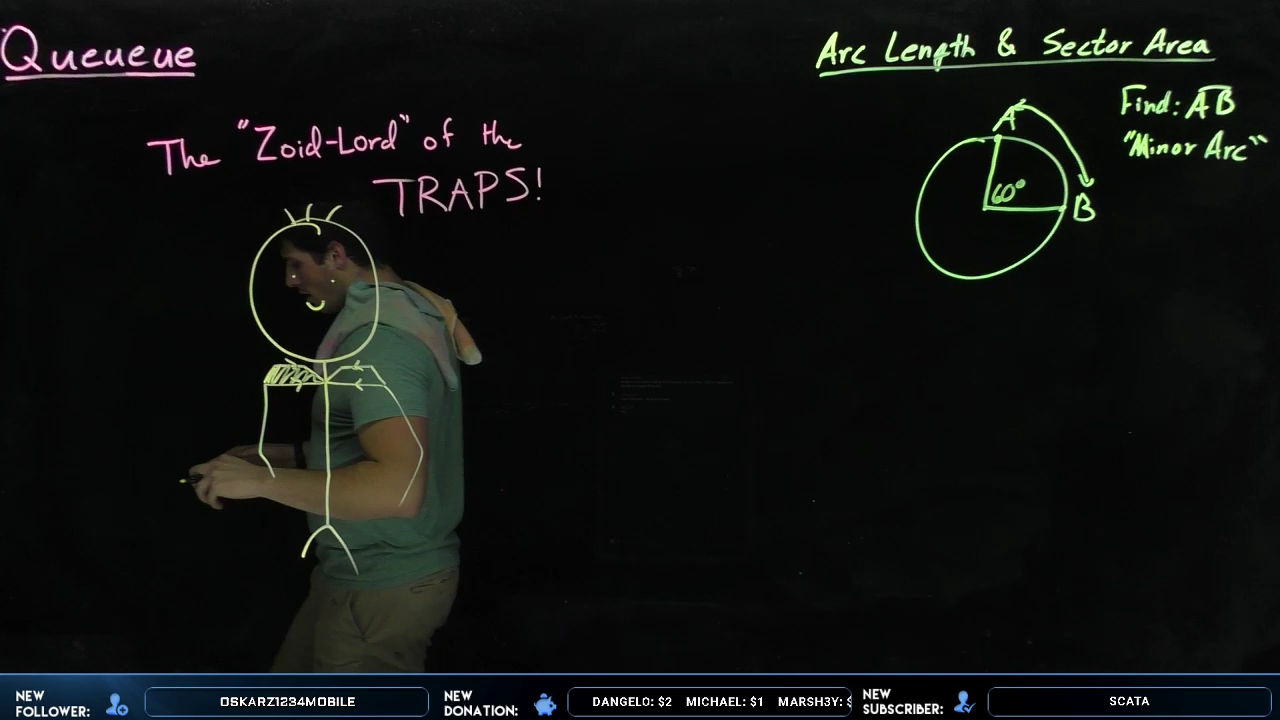 Queueue
The "Zoid-Lord" of the
TRAPS!
Arc Length & Sector Area
Find: AB
"Minor Arc"
A
60°
B
NEW
FOLLOWER:
OSKARZ1234MOBILE
NEW
DONATION:
DANGELO: $2 MICHAEL: $1 MARSH3Y: $
NEW
SUBSCRIBER:
SCATA